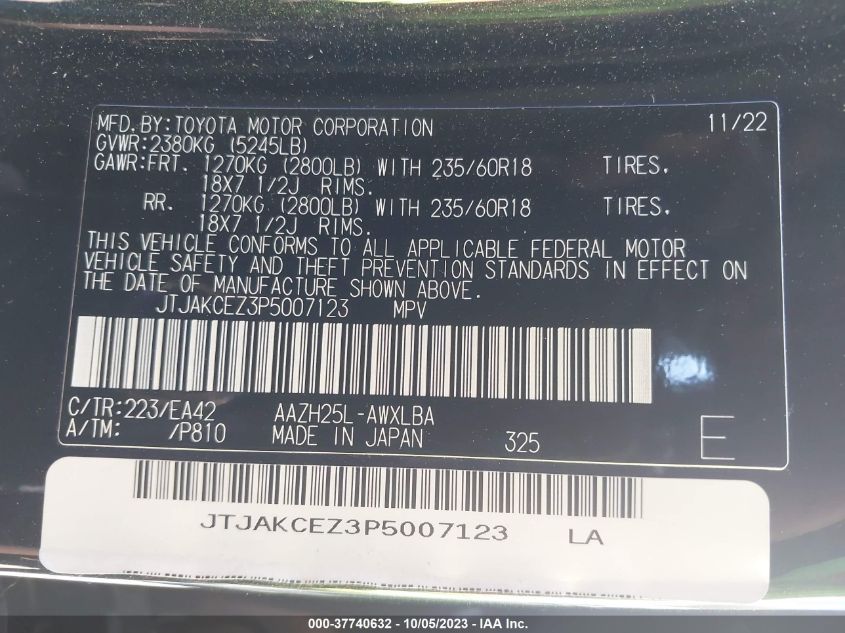 MFD.BY:TOYOTA MOTOR CORPORATION 11/22
GVWR:2380KG (5245LB)
GAWR:FRT. 1270KG (2800LB) WITH 235/60R18 TIRES.
18X7 1/2J RIMS.
RR. 1270KG (2800LB) WITH 235/60R18 TIRES.
18X7 1/2J RIMS.
THIS VEHICLE CONFORMS TO ALL APPLICABLE FEDERAL MOTOR
VEHICLE SAFETY AND THEFT PREVENTION STANDARDS IN EFFECT ON
THE DATE OF MANUFACTURE SHOWN ABOVE.
JTJAKCEZ3P5007123 MPV
C/TR:223/EA42 AAZH25L-AWXLBA
A/TM: /P810 MADE IN JAPAN 325 E
JTJAKCEZ3P5007123 LA
000-37740632 - 10/05/2023 - IAA Inc.